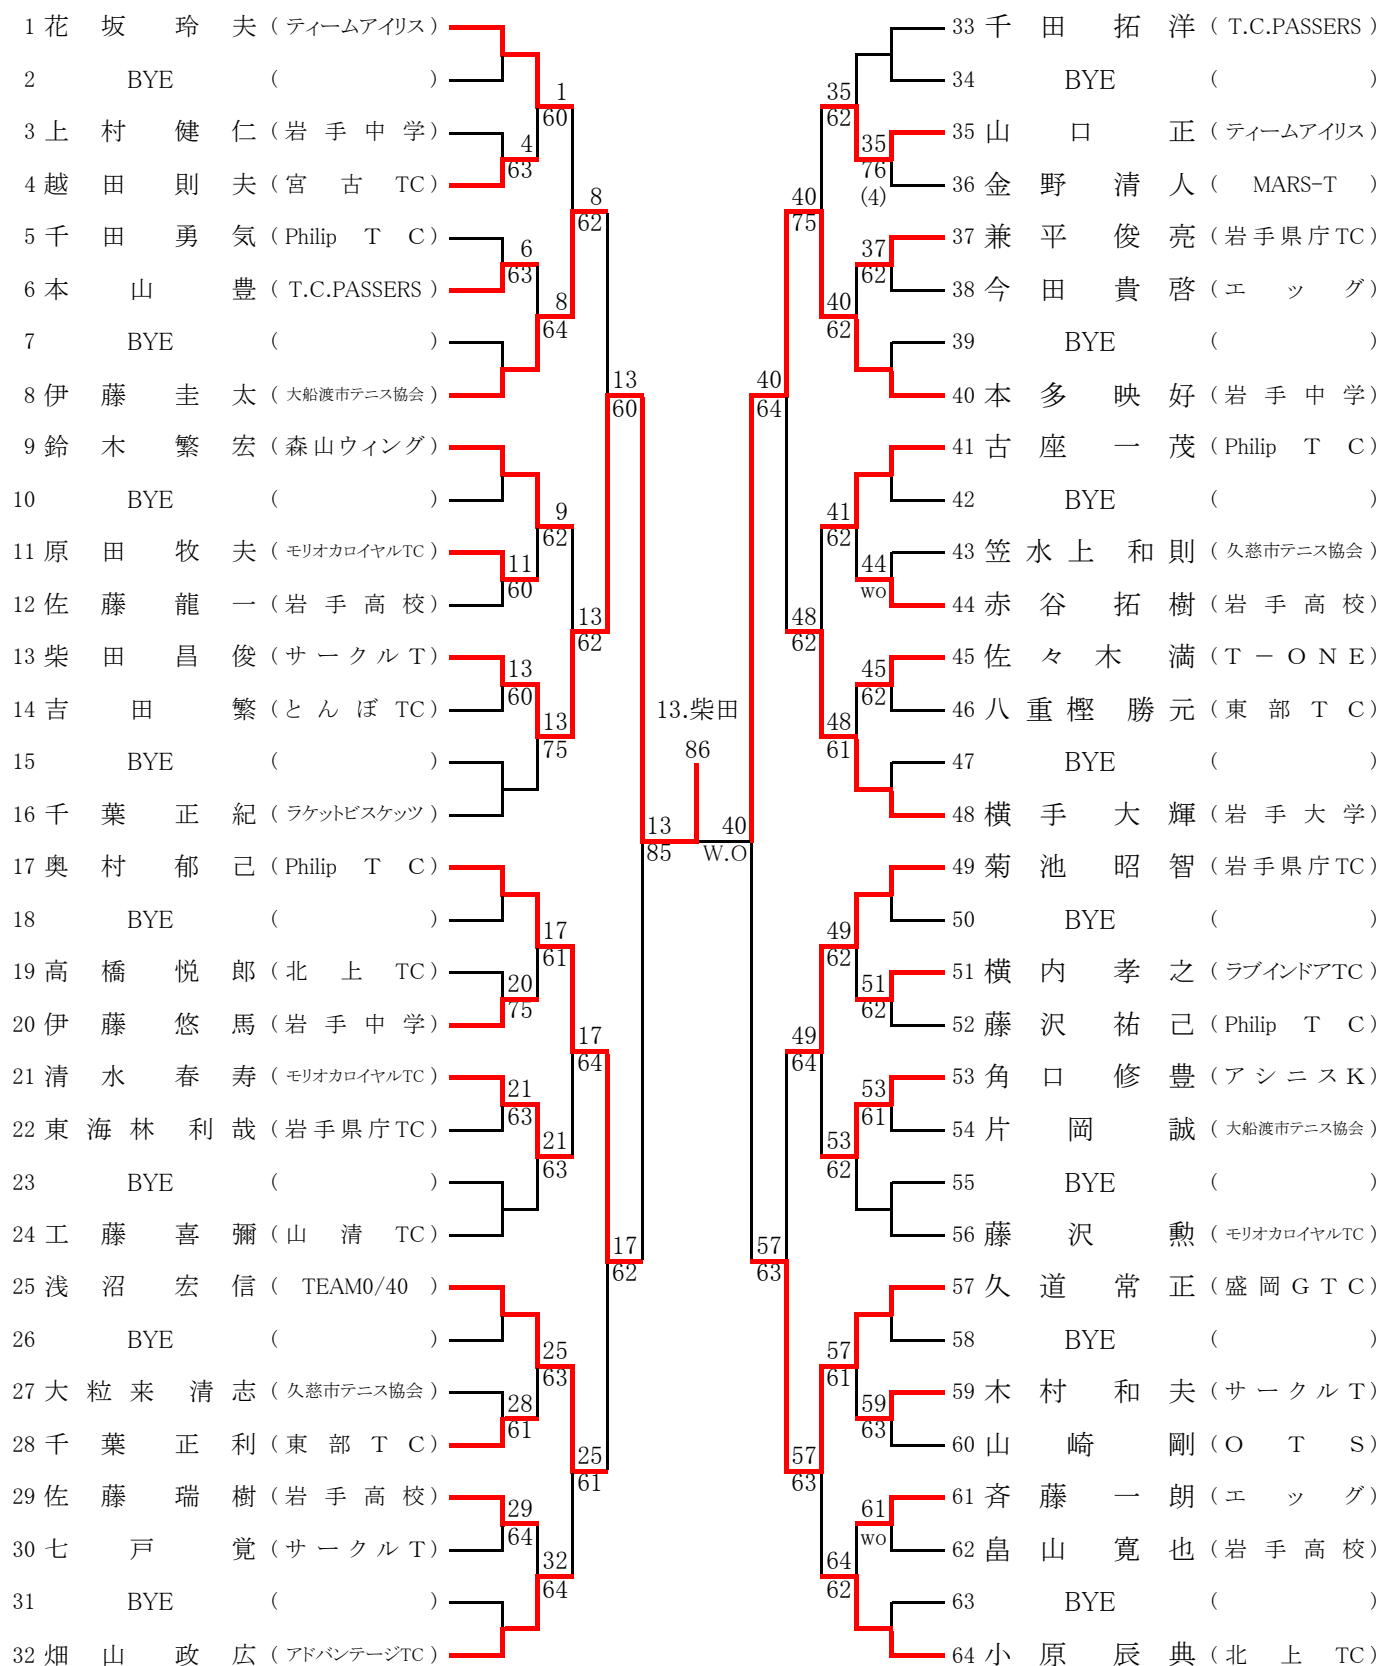 1 花 坂 玲 夫 ( ティームアイリス )
2 BYE ( )
1
60
3 上 村 健 仁 ( 岩 手 中 学 )
4
63
4 越 田 則 夫 ( 宮 古 TC )
8
62
5 千 田 勇 気 ( Philip T C )
6
63
6 本 山 豊 ( T.C.PASSERS )
8
64
7 BYE ( )
8 伊 藤 圭 太 ( 大船渡市テニス協会 )
13
60
9 鈴 木 繁 宏 ( 森山ウィング )
10 BYE ( )
9
62
11 原 田 牧 夫 ( モリオカロイヤルTC )
11
60
12 佐 藤 龍 一 ( 岩 手 高 校 )
13
62
13 柴 田 昌 俊 ( サークルT )
13
60
14 吉 田 繁 ( とんぼTC )
13
75
15 BYE ( )
16 千 葉 正 紀 ( ラケットビスケッツ )
13
85
17 奥 村 郁 己 ( Philip T C )
18 BYE ( )
17
61
19 高 橋 悦 郎 ( 北 上 TC )
20
75
20 伊 藤 悠 馬 ( 岩 手 中 学 )
17
64
21 清 水 春 寿 ( モリオカロイヤルTC )
21
63
22 東 海 林 利 哉 ( 岩手県庁TC )
21
63
23 BYE ( )
24 工 藤 喜 彌 ( 山 清 TC )
17
62
25 浅 沼 宏 信 ( TEAM0/40 )
26 BYE ( )
25
63
27 大 粒 来 清 志 ( 久慈市テニス協会 )
28
61
28 千 葉 正 利 ( 東 部 T C )
25
61
29 佐 藤 瑞 樹 ( 岩 手 高 校 )
29
64
30 七 戸 覚 ( サークルT )
32
64
31 BYE ( )
32 畑 山 政 広 ( アドバンテージTC )
13.柴田
86
33 千 田 拓 洋 ( T.C.PASSERS )
34 BYE ( )
35
62
35 山 口 正 ( ティームアイリス )
35
76
(4)
36 金 野 清 人 ( MARS-T )
40
75
37 兼 平 俊 亮 ( 岩手県庁TC )
37
62
38 今 田 貴 啓 ( エ ッ グ )
40
62
39 BYE ( )
40 本 多 映 好 ( 岩 手 中 学 )
40
64
41 古 座 一 茂 ( Philip T C )
42 BYE ( )
41
62
43 笠 水 上 和 則 ( 久慈市テニス協会 )
44
wo
44 赤 谷 拓 樹 ( 岩 手 高 校 )
48
62
45 佐 々 木 満 ( T－ONE )
45
62
46 八 重 樫 勝 元 ( 東 部 T C )
48
61
47 BYE ( )
48 横 手 大 輝 ( 岩 手 大 学 )
40
W.O
49 菊 池 昭 智 ( 岩手県庁TC )
50 BYE ( )
49
62
51 横 内 孝 之 ( ラブインドアTC )
51
62
52 藤 沢 祐 己 ( Philip T C )
49
64
53 角 口 修 豊 ( アシニスK )
53
61
54 片 岡 誠 ( 大船渡市テニス協会 )
53
62
55 BYE ( )
56 藤 沢 勲 ( モリオカロイヤルTC )
57
63
57 久 道 常 正 ( 盛岡GTC )
58 BYE ( )
57
61
59 木 村 和 夫 ( サークルT )
59
63
60 山 崎 剛 ( O T S )
57
63
61 斉 藤 一 朗 ( エ ッ グ )
61
wo
62 畠 山 寛 也 ( 岩 手 高 校 )
64
62
63 BYE ( )
64 小 原 辰 典 ( 北 上 TC )